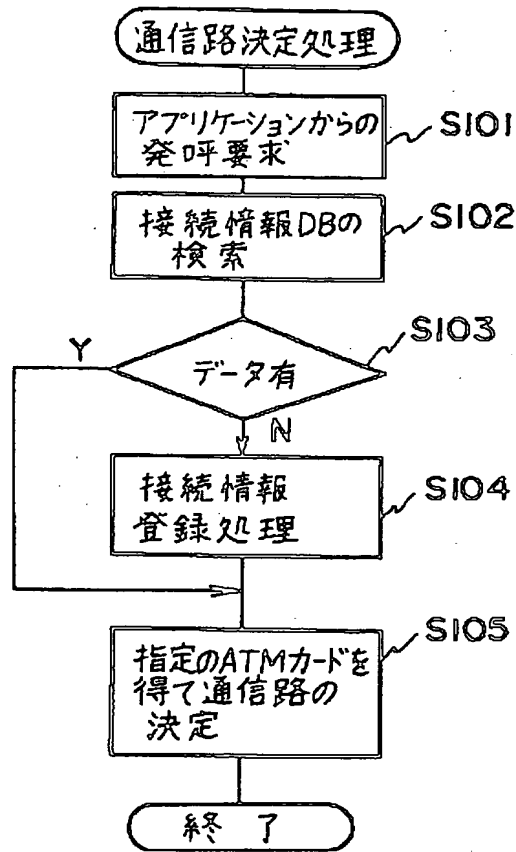 通信路決定処理
アプリケーションからの
発呼要求
S101
接続情報DBの
検索
S102
S103
Y
データ有
N
接続情報
登録処理
S104
指定のATMカードを
得て通信路の
決定
S105
終了